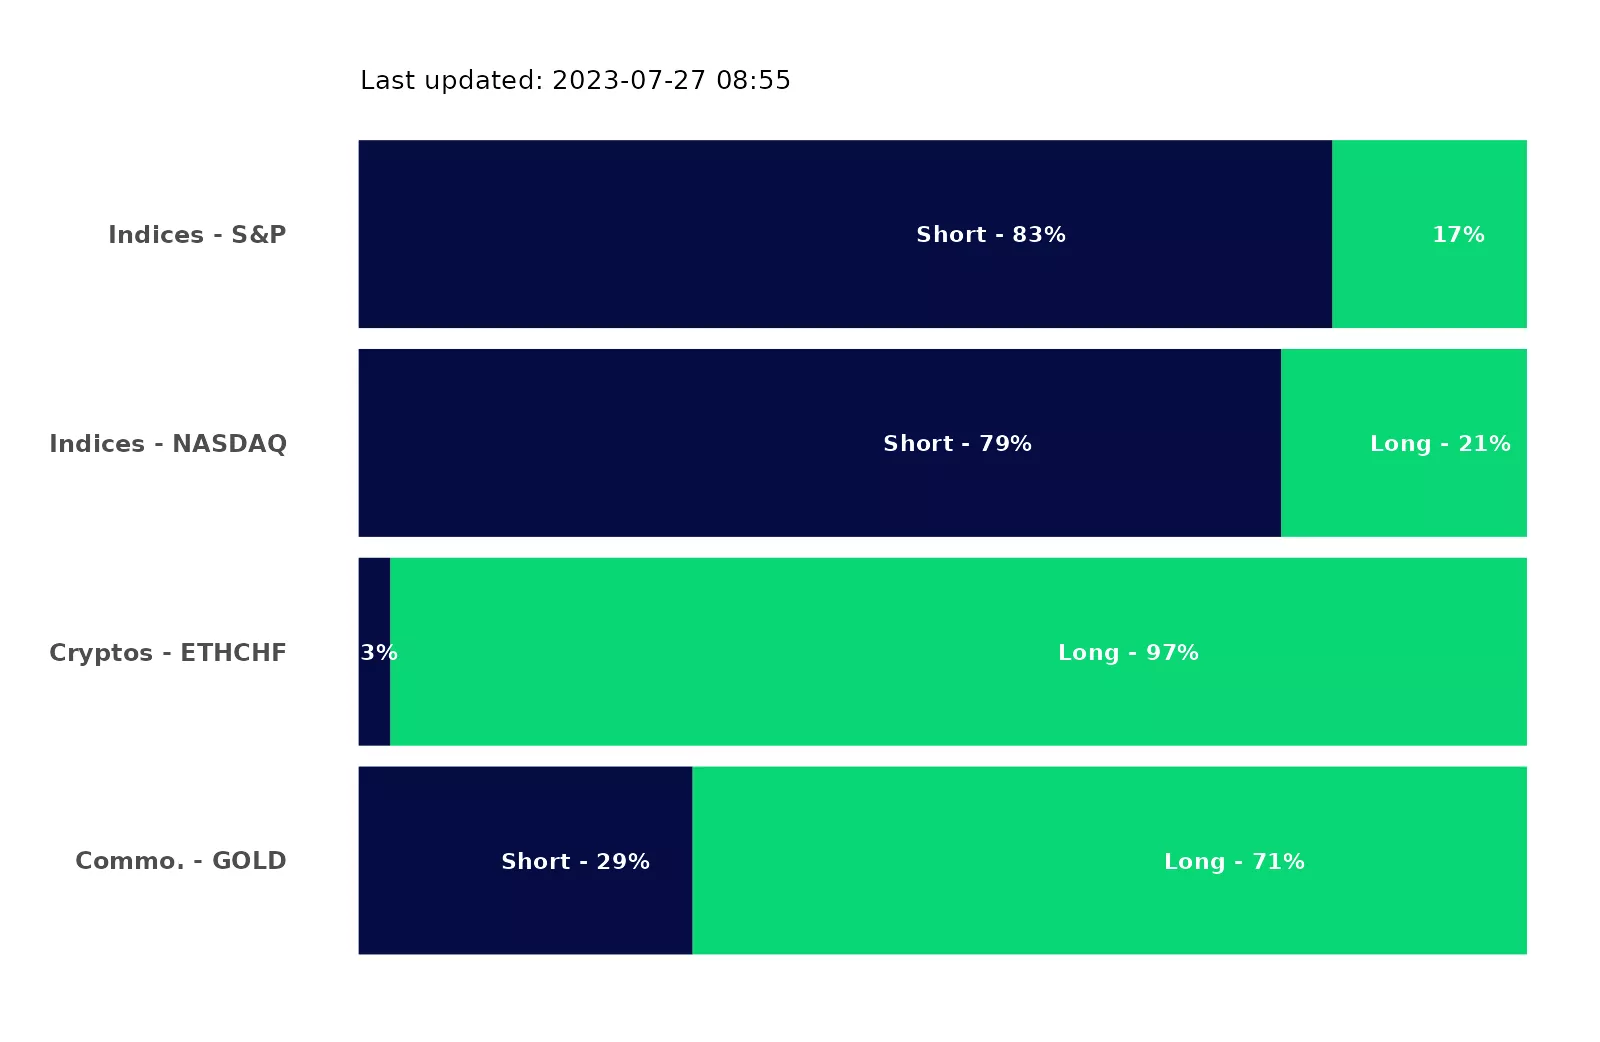 Last updated: 2023-07-27 08:55
Indices - S&P Short - 83% 17%
Indices - NASDAQ Short - 79% Long - 21%
Cryptos - ETHCHF 3% Long - 97%
Commo. - GOLD Short - 29% Long - 71%